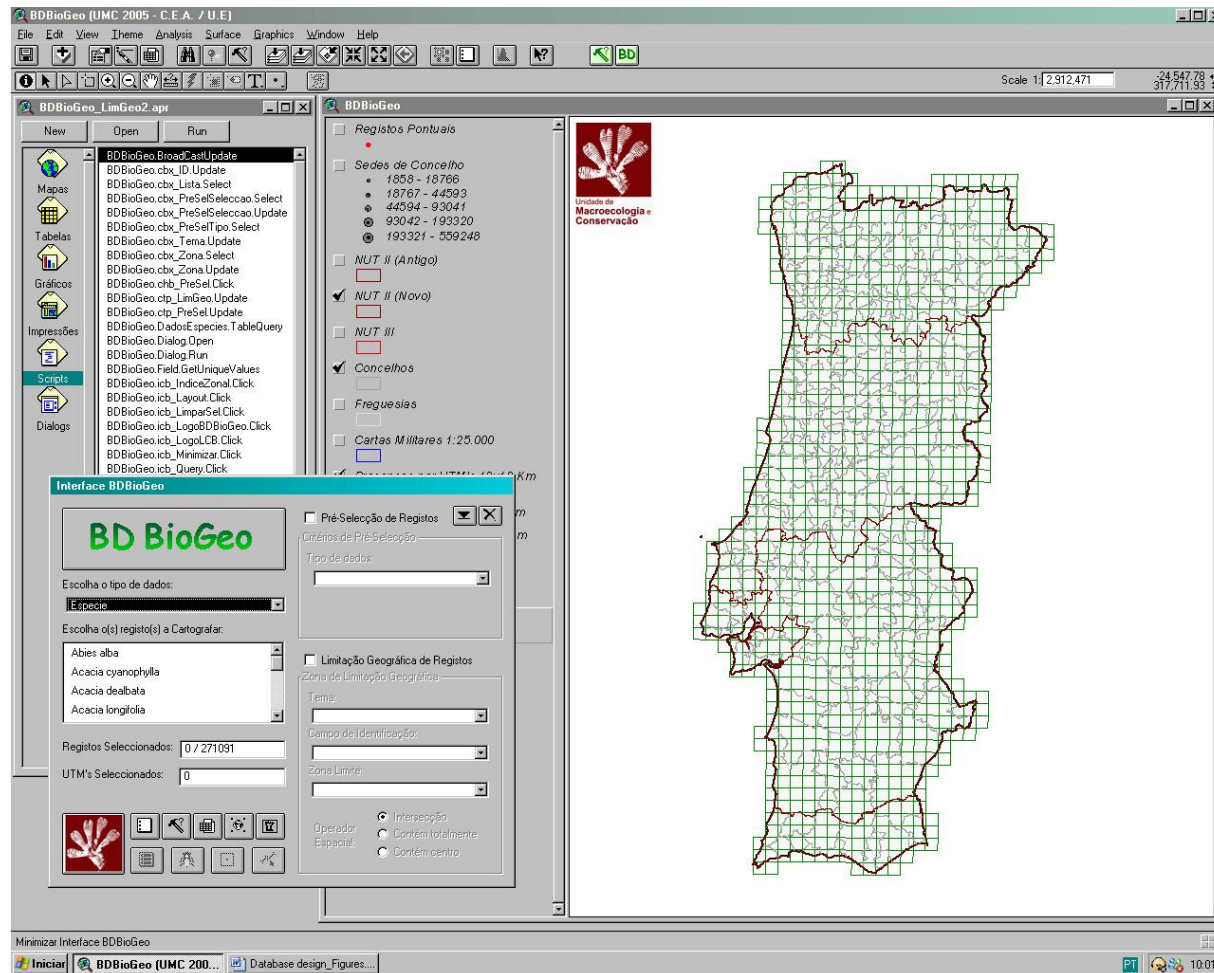 BDBioGeo (UMC 2005 - C.E.A. / U.E)
File Edit View Theme Analysis Surface Graphics Window Help
BD
T
Scale 1: 2,912,471
-24,547.78
317,711.93
BDBioGeo_LimGeo2.apr
New Open Run
Mapas
Tabelas
Gráficos
Impressões
Scripts
Dialogs
BDBioGeo.BroadCastUpdate
BDBioGeo.cbx_ID.Update
BDBioGeo.cbx_Lista.Select
BDBioGeo.cbx_PreSelSeleccao.Select
BDBioGeo.cbx_PreSelSeleccao.Update
BDBioGeo.cbx_PreSelTipo.Select
BDBioGeo.cbx_Tema.Update
BDBioGeo.cbx_Zona.Select
BDBioGeo.cbx_Zona.Update
BDBioGeo.chb_PreSel.Click
BDBioGeo.ctp_LimGeo.Update
BDBioGeo.ctp_PreSel.Update
BDBioGeo.DadosEspecies.TableQuery
BDBioGeo.Dialog.Open
BDBioGeo.Dialog.Run
BDBioGeo.Field.GetUniqueValues
BDBioGeo.icb_IndiceZonal.Click
BDBioGeo.icb_Layout.Click
BDBioGeo.icb_LimparSel.Click
BDBioGeo.icb_LogoBDBioGeo.Click
BDBioGeo.icb_LogoLCB.Click
BDBioGeo.icb_Minimizar.Click
BDBioGeo.icb_Query.Click
BDBioGeo
Registos Pontuais
Sedes de Concelho
1858 - 18766
18767 - 44593
44594 - 93041
93042 - 193320
193321 - 559248
NUT II (Antigo)
NUT II (Novo)
NUT III
Concelhos
Freguesias
Cartas Militares 1:25.000
Km
m
m
Unidade de
Macroecologia e
Conservação
Interface BDBioGeo
BD BioGeo
Escolha o tipo de dados:
Especie
Escolha o(s) registo(s) a Cartografar:
Abies alba
Acacia cyanophylla
Acacia dealbata
Acacia longifolia
Registos Seleccionados: 0 / 271091
UTM's Seleccionados: 0
Pré-Selecção de Registos
Critérios de Pré-Selecção
Tipo de dados:
Limitação Geográfica de Registos
Zona de Limitação Geográfica
Tema:
Campo de Identificação:
Zona Limite:
Operador
Espacial:
Intersecção
Contém totalmente
Contém centro
Minimizar Interface BDBioGeo
Iniciar BDBioGeo (UMC 200... Database design_Figures.... PT 10:01